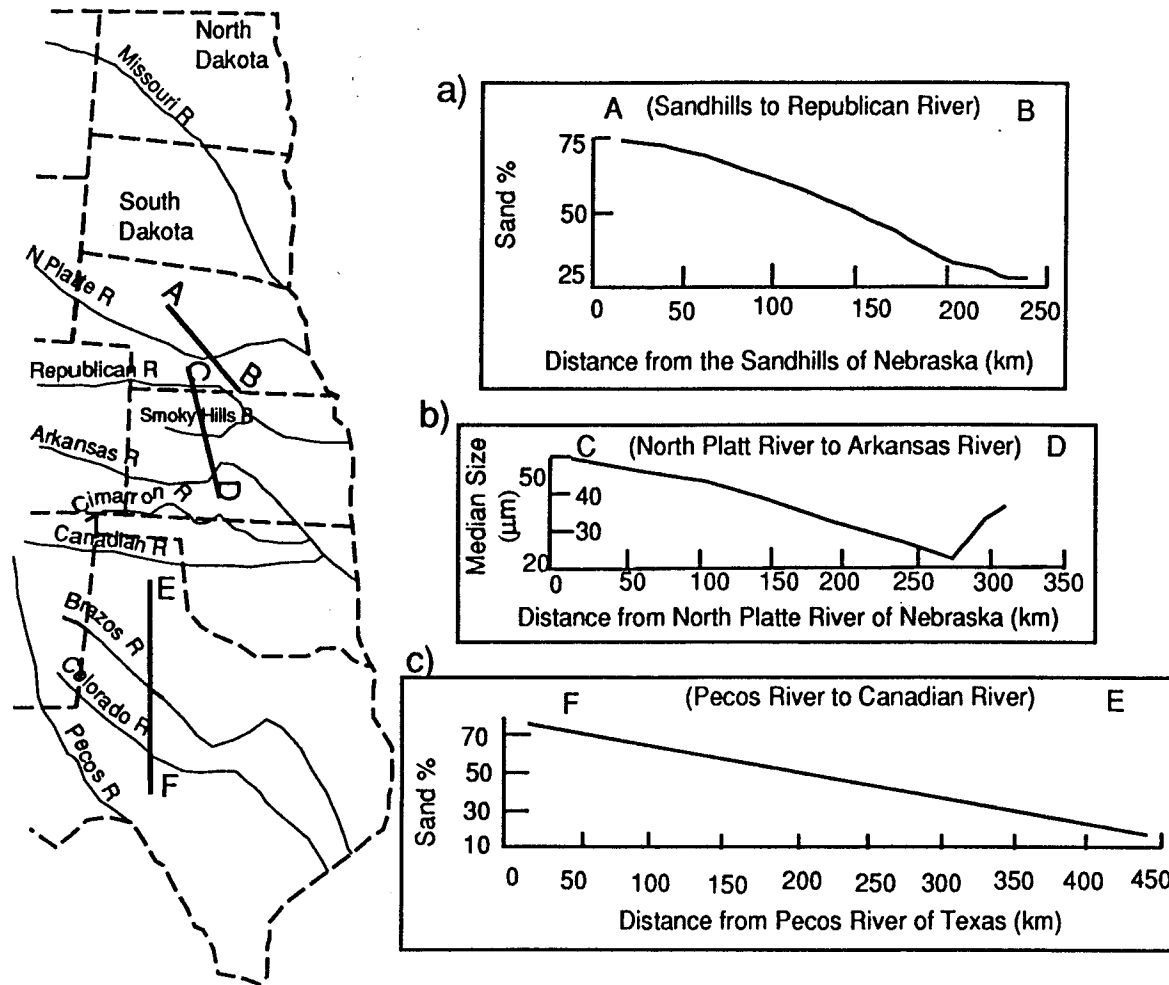 North
Dakota
Missouri R
South
Dakota
N Platte R
A
B
C
Republican R
Smoky Hills R
Arkansas R
D
Cimarron R
Canadian R
E
Brazos R
Colorado R
Pecos R
F
a)
A (Sandhills to Republican River) B
Sand %
75
50
25
0 50 100 150 200 250
Distance from the Sandhills of Nebraska (km)
b)
C (North Platt River to Arkansas River) D
Median Size
(µm)
50
40
30
20
50 100 150 200 250 300 350
Distance from North Platte River of Nebraska (km)
c)
F (Pecos River to Canadian River) E
Sand %
70
50
30
10
0 50 100 150 200 250 300 350 400 450
Distance from Pecos River of Texas (km)